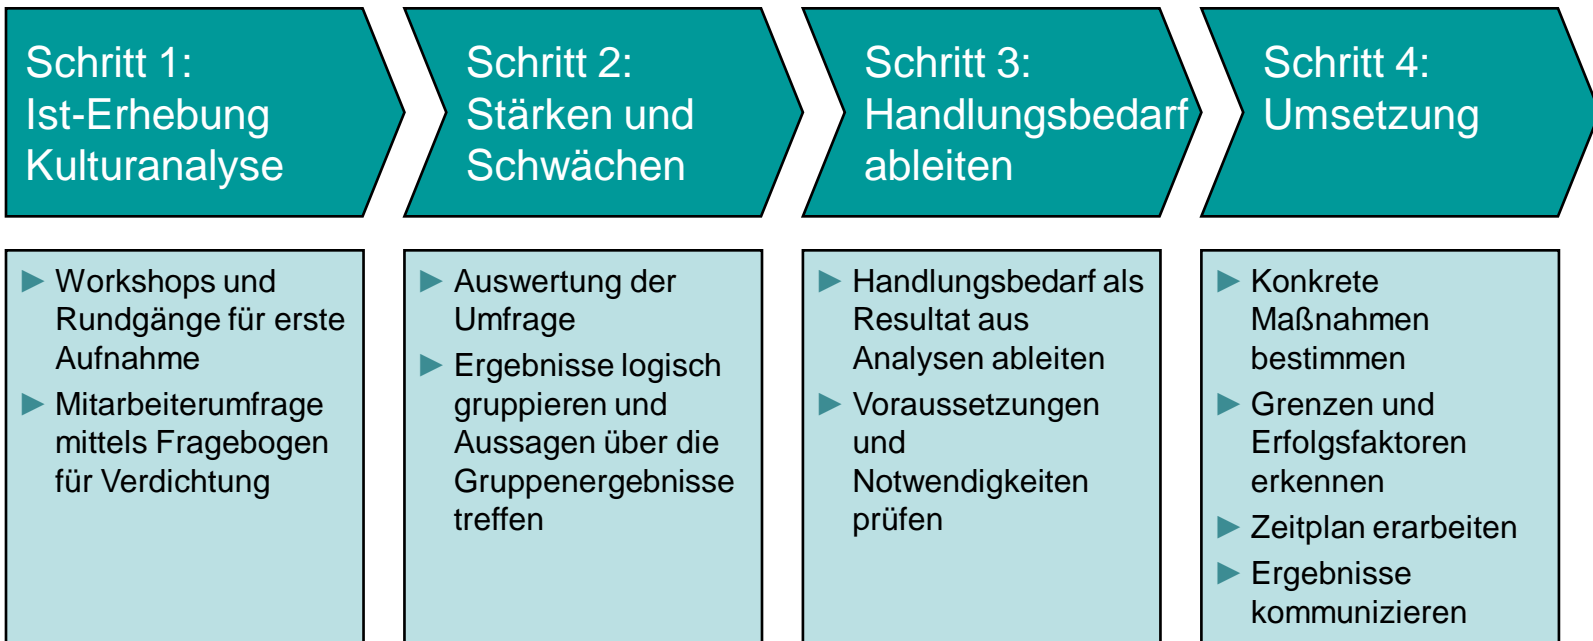 Schritt 1:
Ist-Erhebung
Kulturanalyse
Schritt 2:
Stärken und
Schwächen
Schritt 3:
Handlungsbedarf
ableiten
Schritt 4:
Umsetzung
► Workshops und
Rundgänge für erste
Aufnahme
► Mitarbeiterumfrage
mittels Fragebogen
für Verdichtung
► Auswertung der
Umfrage
► Ergebnisse logisch
gruppieren und
Aussagen über die
Gruppenergebnisse
treffen
► Handlungsbedarf als
Resultat aus
Analysen ableiten
► Voraussetzungen
und
Notwendigkeiten
prüfen
► Konkrete
Maßnahmen
bestimmen
► Grenzen und
Erfolgsfaktoren
erkennen
► Zeitplan erarbeiten
► Ergebnisse
kommunizieren